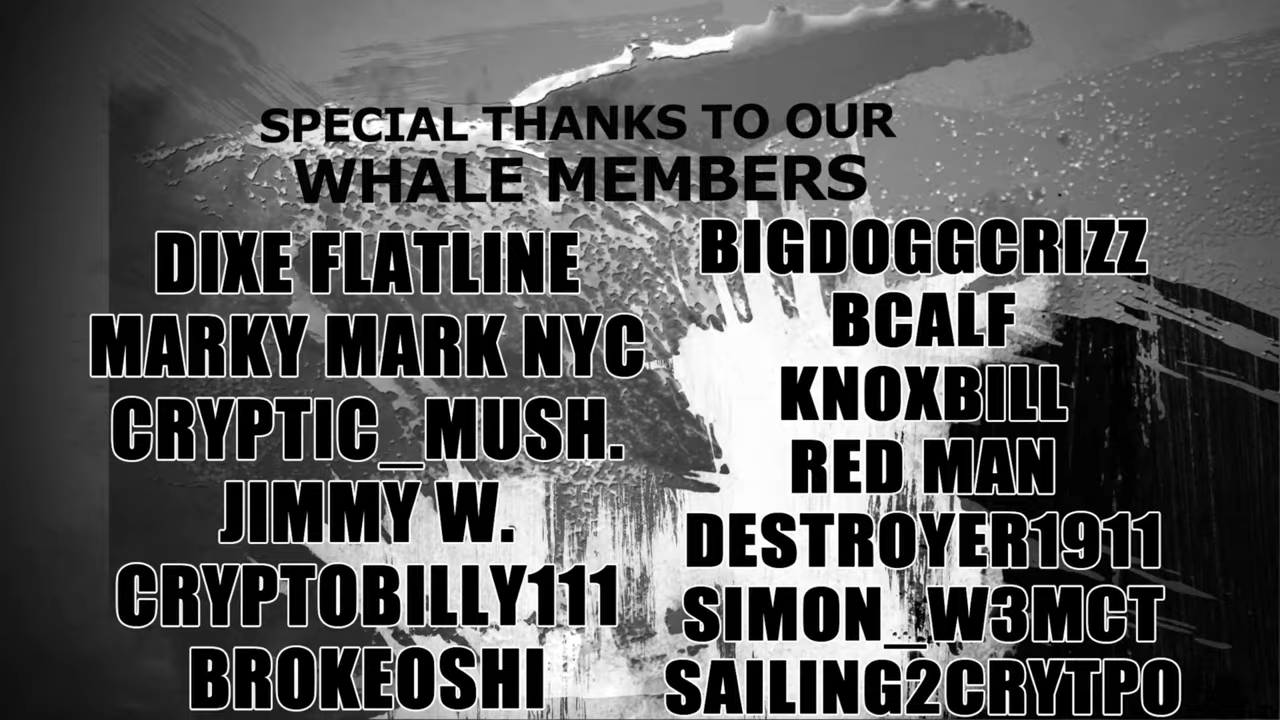 SPECIAL THANKS TO OUR
WHALE MEMBERS
DIXE FLATLINE
MARKY MARK NYC
CRYPTIC_MUSH.
JIMMY W.
CRYPTOBILLY111
BROKEOSHI
BIGDOGGCRIZZ
BCALF
KNOXBILL
RED MAN
DESTROYER1911
SIMON_W3MCT
SAILING2CRYTPO